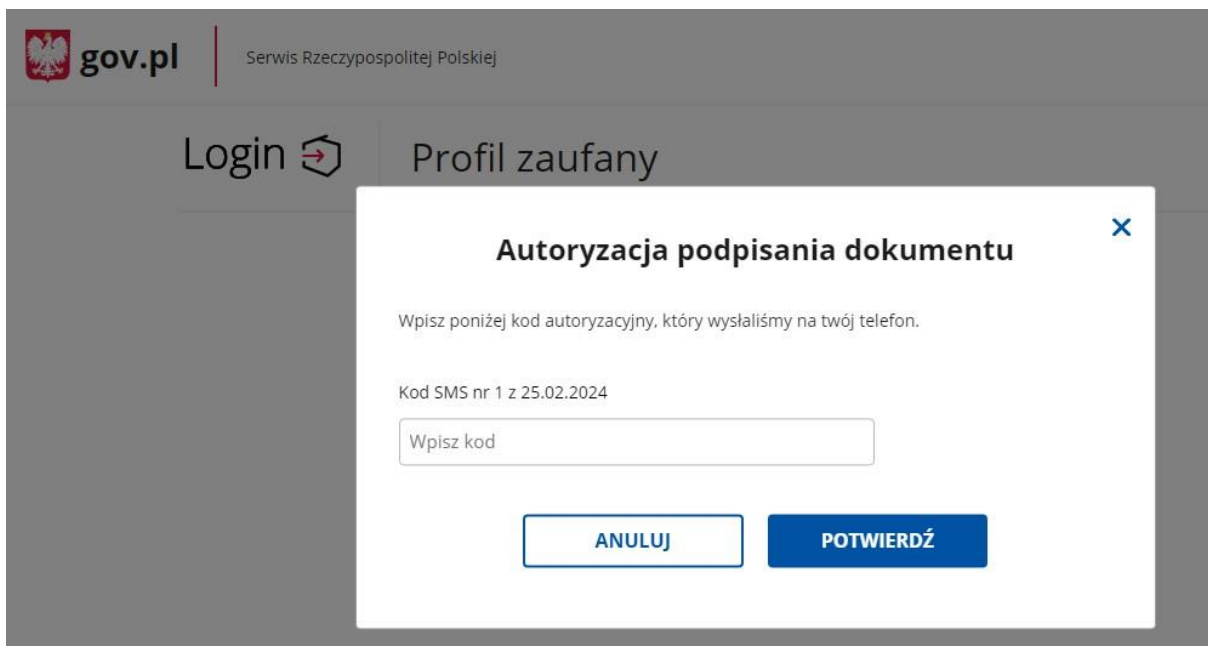 gov.pl
Serwis Rzeczypospolitej Polskiej
Login
Profil zaufany
Autoryzacja podpisania dokumentu
Wpisz poniżej kod autoryzacyjny, który wysłaliśmy na twój telefon.
Kod SMS nr 1 z 25.02.2024
Wpisz kod
ANULUJ
POTWIERDŹ